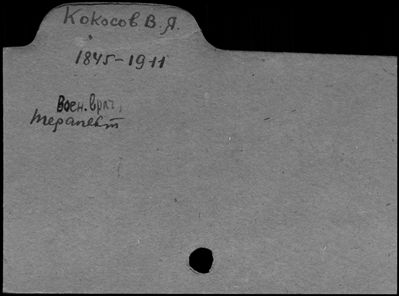 Кокосов В.Я.
1845-1911
Воен. врач,
терапевт